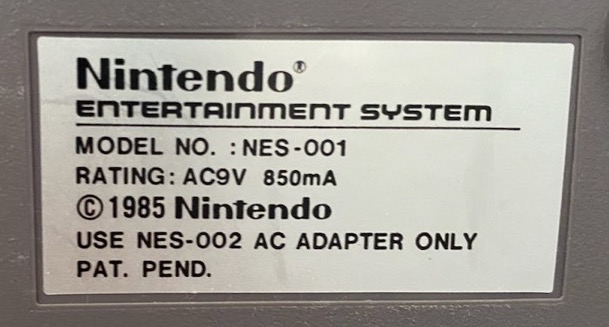 Nintendo®
ENTERTAINMENT SYSTEM
MODEL NO. : NES-001
RATING: AC9V 850mA
©1985 Nintendo
USE NES-002 AC ADAPTER ONLY
PAT. PEND.